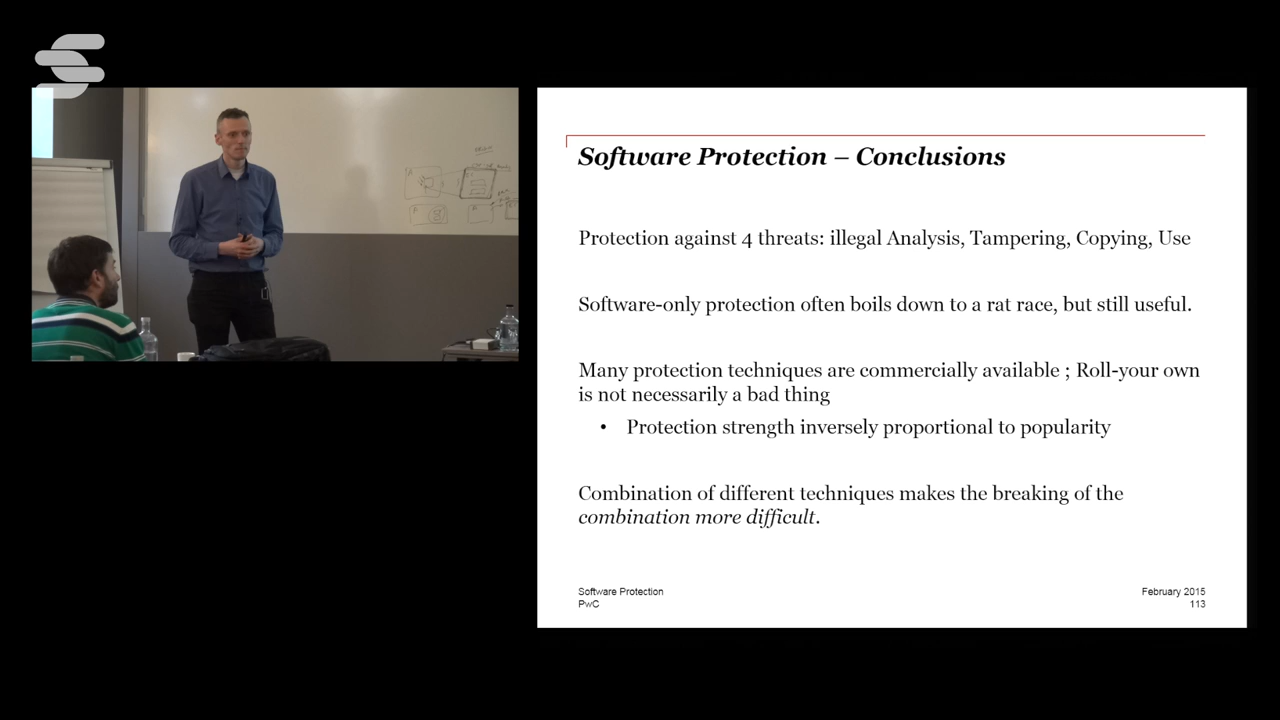 Software Protection – Conclusions
Protection against 4 threats: illegal Analysis, Tampering, Copying, Use
Software-only protection often boils down to a rat race, but still useful.
Many protection techniques are commercially available ; Roll-your own
is not necessarily a bad thing
• Protection strength inversely proportional to popularity
Combination of different techniques makes the breaking of the
combination more difficult.
Software Protection
PwC
February 2015
113